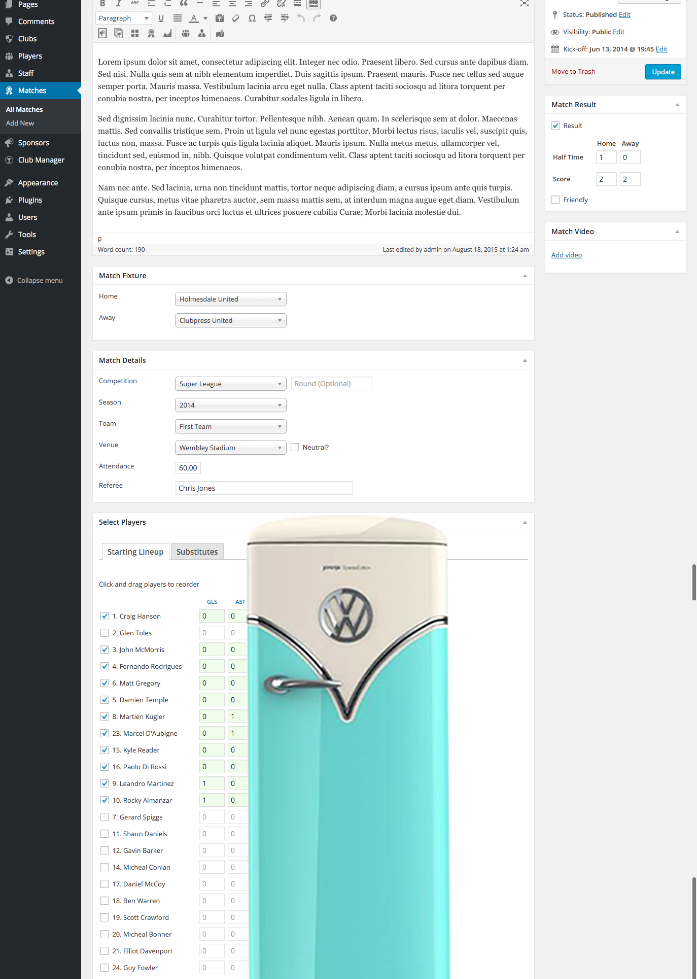 Pages
Comments
Clubs
Players
Staff
Matches
All Matches
Add New
Sponsors
Club Manager
Appearance
Plugins
Users
Tools
Settings
Collapse menu
Paragraph
Lorem ipsum dolor sit amet, consectetur adipiscing elit. Integer nec odio. Praesent libero. Sed cursus ante dapibus diam.
Sed nisi. Nulla quis sem at nibh elementum imperdiet. Duis sagittis ipsum. Praesent mauris. Fusce nec tellus sed augue
semper porta. Mauris massa. Vestibulum lacinia arcu eget nulla. Class aptent taciti sociosqu ad litora torquent per
conubia nostra, per inceptos himenaeos. Curabitur sodales ligula in libero.
Sed dignissim lacinia nunc. Curabitur tortor. Pellentesque nibh. Aenean quam. In scelerisque sem at dolor. Maecenas
mattis. Sed convallis tristique sem. Proin ut ligula vel nunc egestas porttitor. Morbi lectus risus, iaculis vel, suscipit quis,
luctus non, massa. Fusce ac turpis quis ligula lacinia aliquet. Mauris ipsum. Nulla metus metus, ullamcorper vel,
tincidunt sed, euismod in, nibh. Quisque volutpat condimentum velit. Class aptent taciti sociosqu ad litora torquent per
conubia nostra, per inceptos himenaeos.
Nam nec ante. Sed lacinia, urna non tincidunt mattis, tortor neque adipiscing diam, a cursus ipsum ante quis turpis.
Quisque cursus, metus vitae pharetra auctor, sem massa mattis sem, at interdum magna augue eget diam. Vestibulum
ante ipsum primis in faucibus orci luctus et ultrices posuere cubilia Curae; Morbi lacinia molestie dui.
p
Word count: 190
Last edited by admin on August 18, 2015 at 1:24 am
Status: Published Edit
Visibility: Public Edit
Kick-off: Jun 13, 2014 @ 19:45 Edit
Move to Trash
Update
Match Result
Result
Home Away
Half Time 1 0
Score 2 2
Friendly
Match Video
Add video
Match Fixture
Home Holmesdale United
Away Clubpress United
Match Details
Competition Super League Round (Optional)
Season 2014
Team First Team
Venue Wembley Stadium Neutral?
Attendance 60,00
Referee Chris Jones
Select Players
Starting Lineup Substitutes
Click and drag players to reorder
GLS AST
1. Craig Hanson 0 0
2. Glen Toles 0 0
3. John McMorris 0 0
4. Fernando Rodrigues 0 0
6. Matt Gregory 0 0
5. Damien Temple 0 0
8. Martien Kugler 0 1
23. Marcel D'Aubigne 0 1
15. Kyle Reader 0 0
16. Paolo Di Rossi 0 0
9. Leandro Martinez 1 0
10. Rocky Almanzar 1 0
7. Gerard Spiggs 0 0
11. Shaun Daniels 0 0
12. Gavin Barker 0 0
14. Micheal Conlan 0 0
17. Daniel McCoy 0 0
18. Ben Warren 0 0
19. Scott Crawford 0 0
20. Micheal Bonner 0 0
21. Elliot Davenport 0 0
24. Guy Fowler 0 0